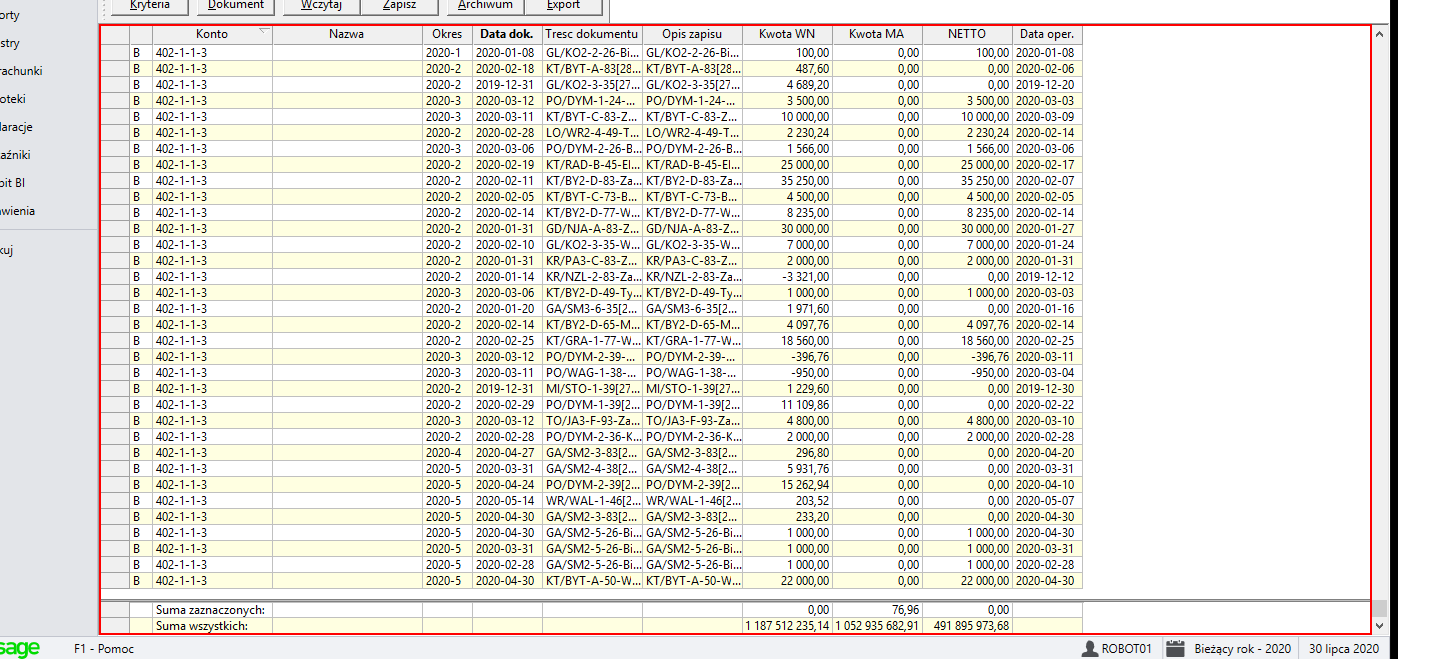 Kryteria Dokument Wczytaj Zapisz Archiwum Export
orty
stry
rachunki
oteki
laracje
aźniki
bit BI
wienia
kuj
Konto Nazwa Okres Data dok. Tresc dokumentu Opis zapisu Kwota WN Kwota MA NETTO Data oper.
B 402-1-1-3 2020-1 2020-01-08 GL/KO2-2-26-Bi... GL/KO2-2-26-Bi... 100,00 0,00 100,00 2020-01-08
B 402-1-1-3 2020-2 2020-02-18 KT/BYT-A-83[28... KT/BYT-A-83[28... 487,60 0,00 0,00 2020-02-06
B 402-1-1-3 2020-2 2019-12-31 GL/KO2-3-35[27... GL/KO2-3-35[27... 4 689,20 0,00 0,00 2019-12-20
B 402-1-1-3 2020-3 2020-03-12 PO/DYM-1-24-... PO/DYM-1-24-... 3 500,00 0,00 3 500,00 2020-03-03
B 402-1-1-3 2020-3 2020-03-11 KT/BYT-C-83-Z... KT/BYT-C-83-Z... 10 000,00 0,00 10 000,00 2020-03-09
B 402-1-1-3 2020-2 2020-02-28 LO/WR2-4-49-T... LO/WR2-4-49-T... 2 230,24 0,00 2 230,24 2020-02-14
B 402-1-1-3 2020-3 2020-03-06 PO/DYM-2-26-B... PO/DYM-2-26-B... 1 566,00 0,00 1 566,00 2020-03-06
B 402-1-1-3 2020-2 2020-02-19 KT/RAD-B-45-El... KT/RAD-B-45-El... 25 000,00 0,00 25 000,00 2020-02-17
B 402-1-1-3 2020-2 2020-02-11 KT/BY2-D-83-Za... KT/BY2-D-83-Za... 35 250,00 0,00 35 250,00 2020-02-07
B 402-1-1-3 2020-2 2020-02-05 KT/BYT-C-73-B... KT/BYT-C-73-B... 4 500,00 0,00 4 500,00 2020-02-05
B 402-1-1-3 2020-2 2020-02-14 KT/BY2-D-77-W... KT/BY2-D-77-W... 8 235,00 0,00 8 235,00 2020-02-14
B 402-1-1-3 2020-2 2020-01-31 GD/NJA-A-83-Z... GD/NJA-A-83-Z... 30 000,00 0,00 30 000,00 2020-01-27
B 402-1-1-3 2020-2 2020-02-10 GL/KO2-3-35-W... GL/KO2-3-35-W... 7 000,00 0,00 7 000,00 2020-01-24
B 402-1-1-3 2020-2 2020-01-31 KR/PA3-C-83-Z... KR/PA3-C-83-Z... 2 000,00 0,00 2 000,00 2020-01-31
B 402-1-1-3 2020-2 2020-01-14 KR/NZL-2-83-Za... KR/NZL-2-83-Za... -3 321,00 0,00 0,00 2019-12-12
B 402-1-1-3 2020-3 2020-03-06 KT/BY2-D-49-Ty... KT/BY2-D-49-Ty... 1 000,00 0,00 1 000,00 2020-03-03
B 402-1-1-3 2020-2 2020-01-20 GA/SM3-6-35[2... GA/SM3-6-35[2... 1 971,60 0,00 0,00 2020-01-16
B 402-1-1-3 2020-2 2020-02-14 KT/BY2-D-65-M... KT/BY2-D-65-M... 4 097,76 0,00 4 097,76 2020-02-14
B 402-1-1-3 2020-2 2020-02-25 KT/GRA-1-77-W... KT/GRA-1-77-W... 18 560,00 0,00 18 560,00 2020-02-25
B 402-1-1-3 2020-3 2020-03-12 PO/DYM-2-39-... PO/DYM-2-39-... -396,76 0,00 -396,76 2020-03-11
B 402-1-1-3 2020-3 2020-03-11 PO/WAG-1-38-... PO/WAG-1-38-... -950,00 0,00 -950,00 2020-03-04
B 402-1-1-3 2020-2 2019-12-31 MI/STO-1-39[27... MI/STO-1-39[27... 1 229,60 0,00 0,00 2019-12-30
B 402-1-1-3 2020-2 2020-02-29 PO/DYM-1-39[2... PO/DYM-1-39[2... 11 109,86 0,00 0,00 2020-02-22
B 402-1-1-3 2020-3 2020-03-12 TO/JA3-F-93-Za... TO/JA3-F-93-Za... 4 800,00 0,00 4 800,00 2020-03-10
B 402-1-1-3 2020-2 2020-02-28 PO/DYM-2-36-K... PO/DYM-2-36-K... 2 000,00 0,00 2 000,00 2020-02-28
B 402-1-1-3 2020-4 2020-04-27 GA/SM2-3-83[2... GA/SM2-3-83[2... 296,80 0,00 0,00 2020-04-20
B 402-1-1-3 2020-5 2020-03-31 GA/SM2-4-38[2... GA/SM2-4-38[2... 5 931,76 0,00 0,00 2020-03-31
B 402-1-1-3 2020-5 2020-04-24 PO/DYM-2-39[2... PO/DYM-2-39[2... 15 262,94 0,00 0,00 2020-04-10
B 402-1-1-3 2020-5 2020-05-14 WR/WAL-1-46[2... WR/WAL-1-46[2... 203,52 0,00 0,00 2020-05-07
B 402-1-1-3 2020-5 2020-04-30 GA/SM2-3-83[2... GA/SM2-3-83[2... 233,20 0,00 0,00 2020-04-30
B 402-1-1-3 2020-5 2020-04-30 GA/SM2-5-26-Bi... GA/SM2-5-26-Bi... 1 000,00 0,00 1 000,00 2020-04-30
B 402-1-1-3 2020-5 2020-03-31 GA/SM2-5-26-Bi... GA/SM2-5-26-Bi... 1 000,00 0,00 1 000,00 2020-03-31
B 402-1-1-3 2020-5 2020-02-28 GA/SM2-5-26-Bi... GA/SM2-5-26-Bi... 1 000,00 0,00 1 000,00 2020-02-28
B 402-1-1-3 2020-5 2020-04-30 KT/BYT-A-50-W... KT/BYT-A-50-W... 22 000,00 0,00 22 000,00 2020-04-30
Suma zaznaczonych: 0,00 76,96 0,00
Suma wszystkich: 1 187 512 235,14 1 052 935 682,91 491 895 973,68
sage F1 - Pomoc ROBOT01 Bieżący rok - 2020 30 lipca 2020